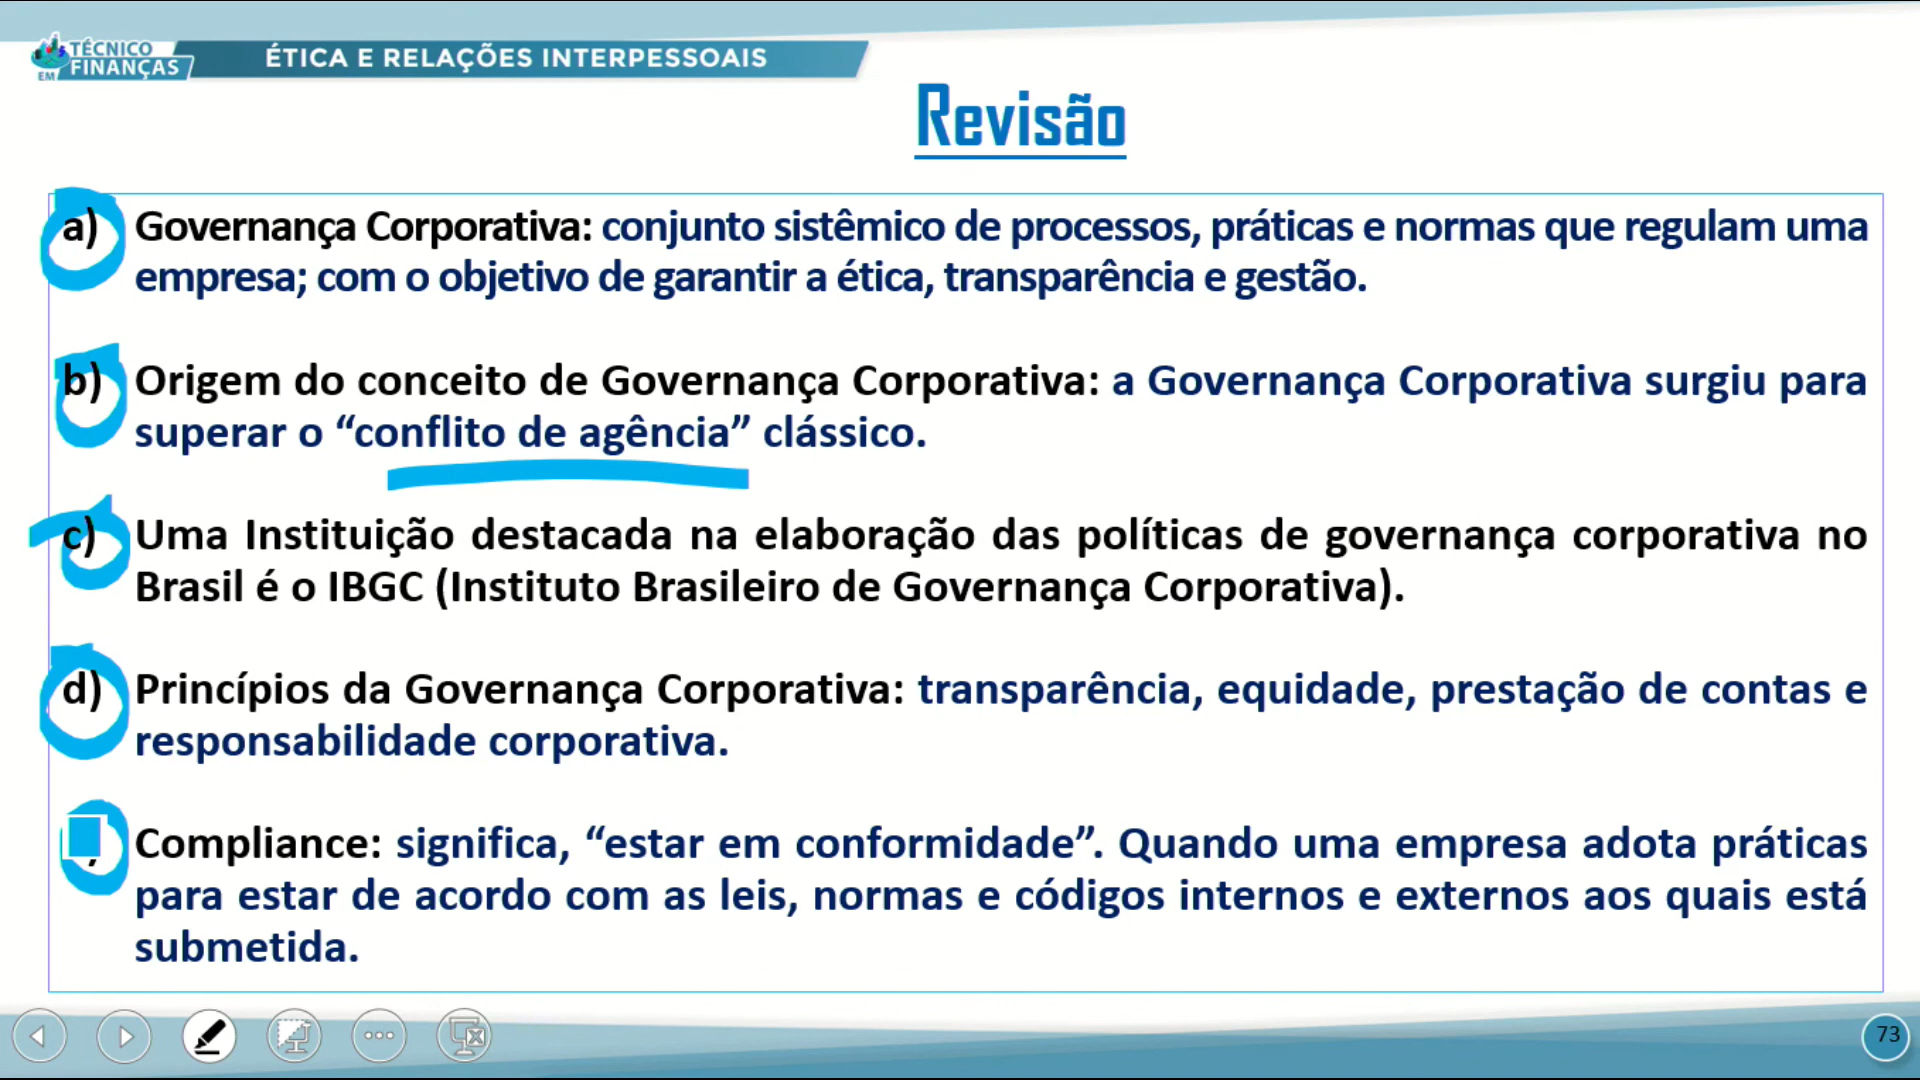 TÉCNICO
EM FINANÇAS
ÉTICA E RELAÇÕES INTERPESSOAIS
Revisão
a) Governança Corporativa: conjunto sistêmico de processos, práticas e normas que regulam uma
empresa; com o objetivo de garantir a ética, transparência e gestão.
b) Origem do conceito de Governança Corporativa: a Governança Corporativa surgiu para
superar o “conflito de agência” clássico.
c) Uma Instituição destacada na elaboração das políticas de governança corporativa no
Brasil é o IBGC (Instituto Brasileiro de Governança Corporativa).
d) Princípios da Governança Corporativa: transparência, equidade, prestação de contas e
responsabilidade corporativa.
Compliance: significa, “estar em conformidade”. Quando uma empresa adota práticas
para estar de acordo com as leis, normas e códigos internos e externos aos quais está
submetida.
73